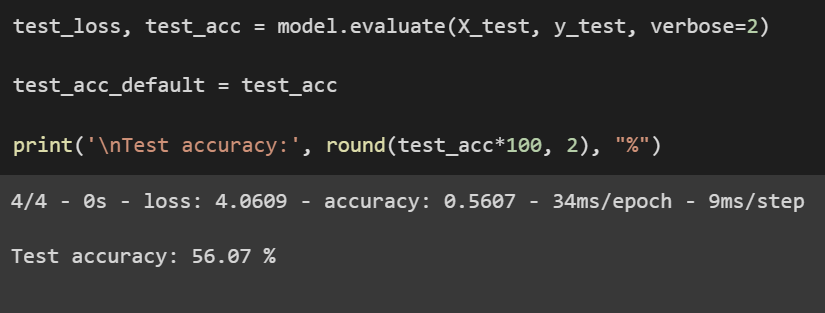 test_loss, test_acc = model.evaluate(X_test, y_test, verbose=2)
test_acc_default = test_acc
print('\nTest accuracy:', round(test_acc*100, 2), "%")
4/4 - 0s - loss: 4.0609 - accuracy: 0.5607 - 34ms/epoch - 9ms/step
Test accuracy: 56.07 %